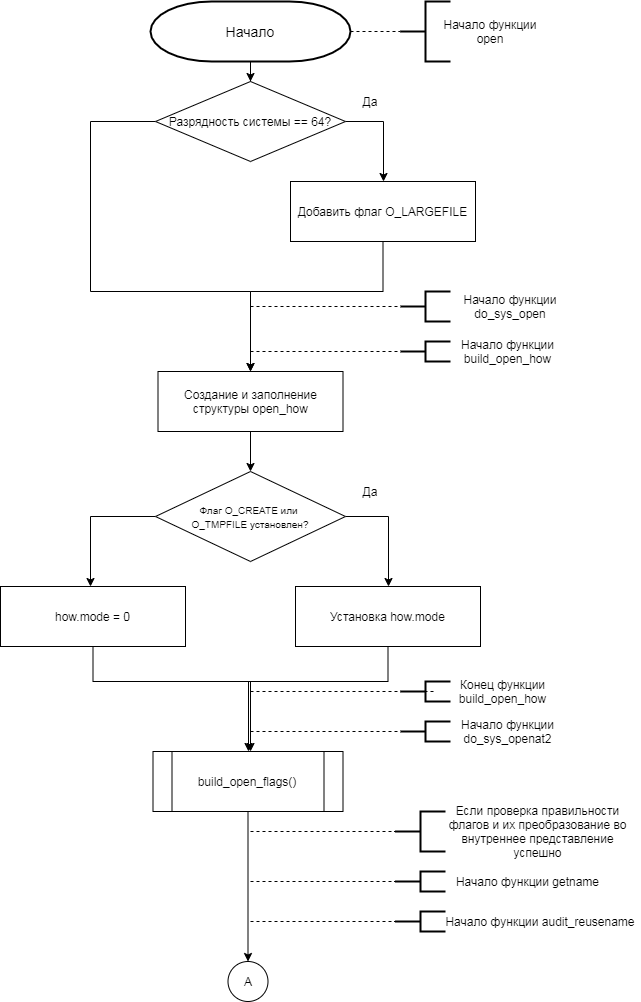 Начало
Начало функции
open
Да
Разрядность системы == 64?
Добавить флаг O_LARGEFILE
Начало функции
do_sys_open
Начало функции
build_open_how
Создание и заполнение
структуры open_how
Да
Флаг O_CREATE или
O_TMPFILE установлен?
how.mode = 0
Установка how.mode
Конец функции
build_open_how
Начало функции
do_sys_openat2
build_open_flags()
Если проверка правильности
флагов и их преобразование во
внутреннее представление
успешно
Начало функции getname
Начало функции audit_reusename
A